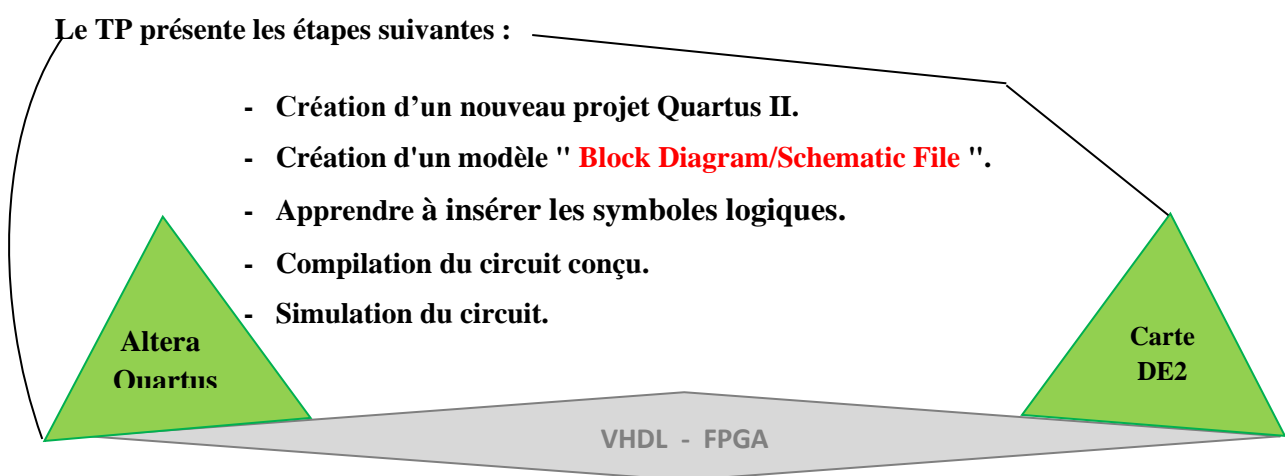 Le TP présente les étapes suivantes :
- Création d’un nouveau projet Quartus II.
- Création d'un modèle " Block Diagram/Schematic File ".
- Apprendre à insérer les symboles logiques.
- Compilation du circuit conçu.
- Simulation du circuit.
Altera
Quartus
Carte
DE2
VHDL - FPGA